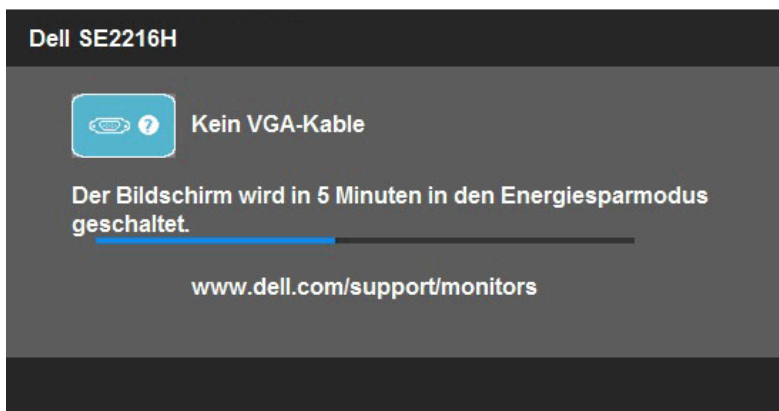 Dell SE2216H
Kein VGA-Kable
Der Bildschirm wird in 5 Minuten in den Energiesparmodus
geschaltet.
www.dell.com/support/monitors